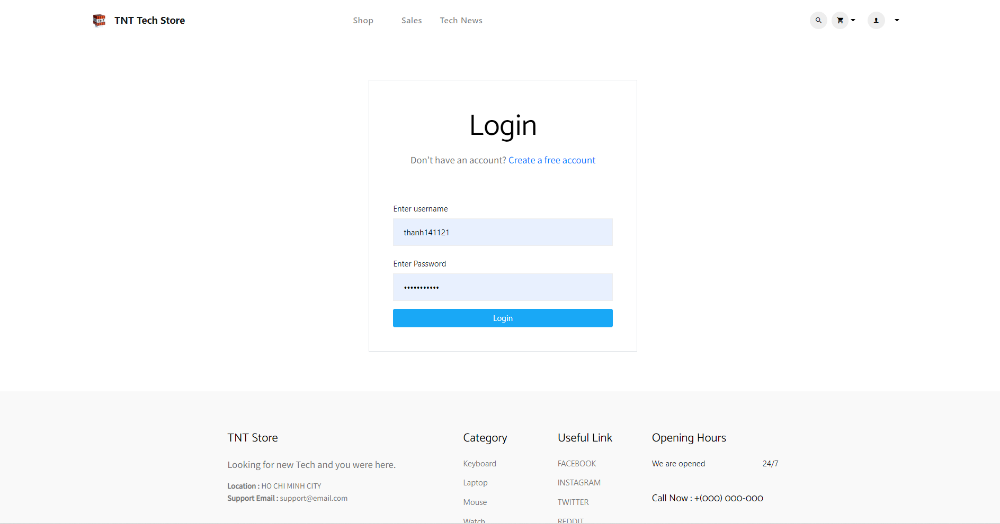 TNT TNT Tech Store Shop Sales Tech News
Login
Don't have an account? Create a free account
Enter username
thanh141121
Enter Password
•••••••••••
Login
TNT Store
Looking for new Tech and you were here.
Location : HO CHI MINH CITY
Support Email : support@email.com
Category
Keyboard
Laptop
Mouse
Watch
Useful Link
FACEBOOK
INSTAGRAM
TWITTER
REDDIT
Opening Hours
We are opened 24/7
Call Now : +(000) 000-000